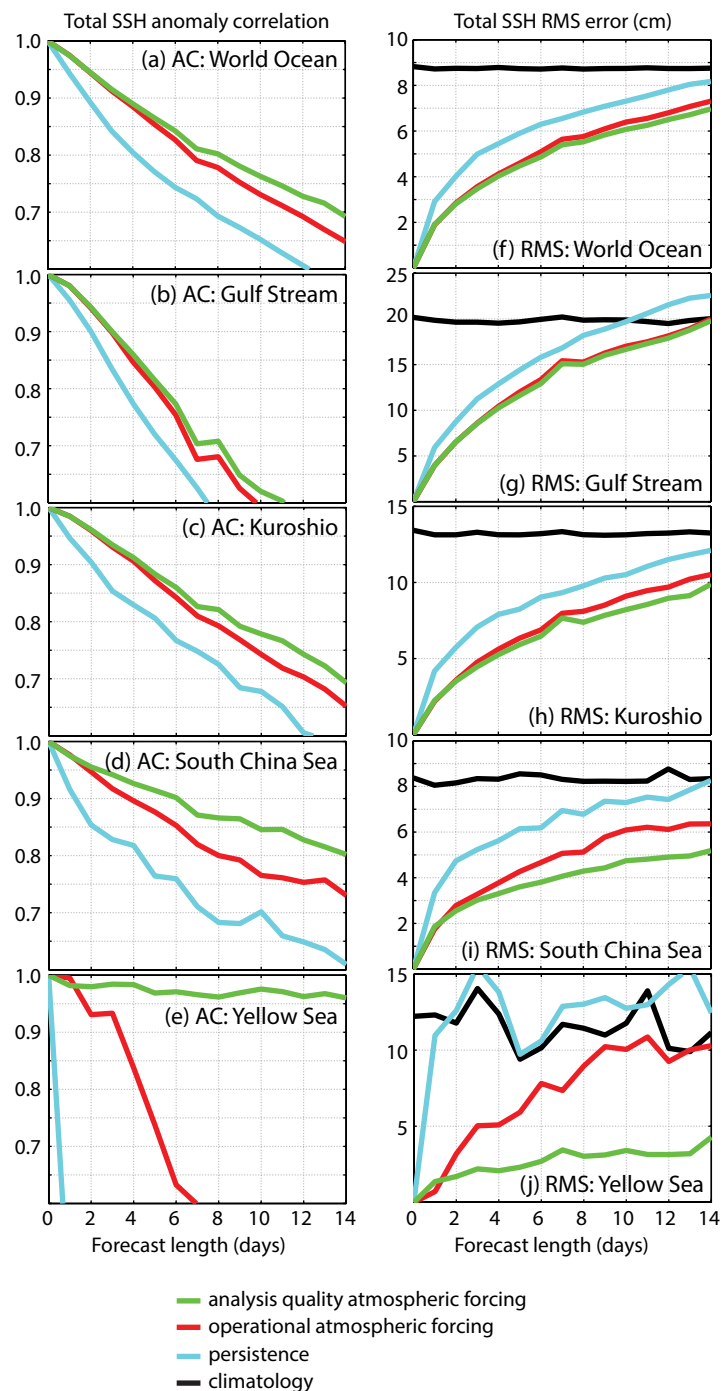 Total SSH anomaly correlation
1.0
0.9
0.8
0.7
(a) AC: World Ocean
1.0
0.9
0.8
0.7
(b) AC: Gulf Stream
1.0
0.9
0.8
0.7
(c) AC: Kuroshio
1.0
0.9
0.8
0.7
(d) AC: South China Sea
1.0
0.9
0.8
0.7
(e) AC: Yellow Sea
0 2 4 6 8 10 12 14
Forecast length (days)
Total SSH RMS error (cm)
10
8
6
4
2
(f) RMS: World Ocean
25
20
15
10
5
(g) RMS: Gulf Stream
15
10
5
(h) RMS: Kuroshio
10
8
6
4
2
(i) RMS: South China Sea
15
10
5
(j) RMS: Yellow Sea
0 2 4 6 8 10 12 14
Forecast length (days)
analysis quality atmospheric forcing
operational atmospheric forcing
persistence
climatology